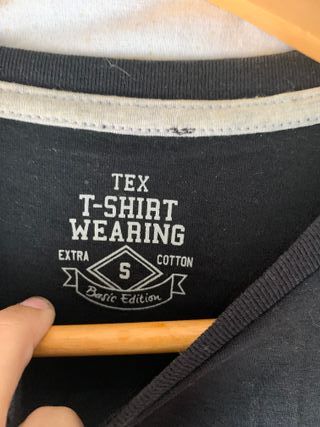 TEX
T-SHIRT
WEARING
EXTRA S COTTON
Basic Edition